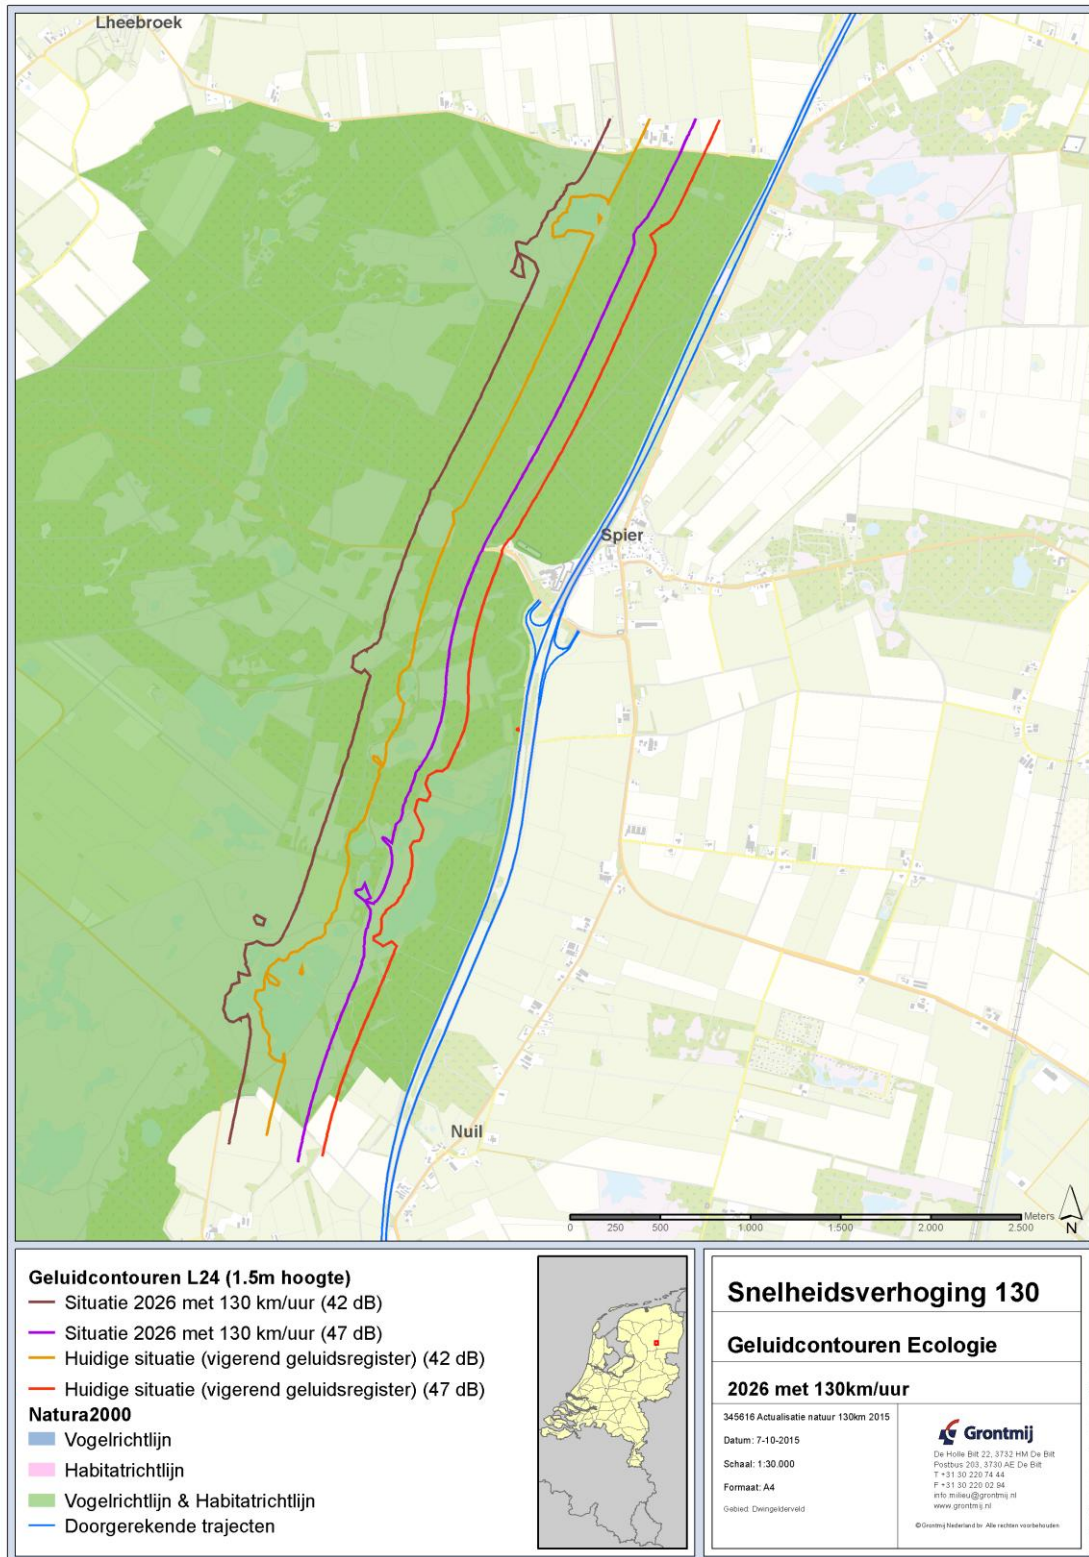 Lheebroek
Spier
Nuil
Meters
0 250 500 1.000 1.500 2.000 2.500
N
Geluidcontouren L24 (1.5m hoogte)
Situatie 2026 met 130 km/uur (42 dB)
Situatie 2026 met 130 km/uur (47 dB)
Huidige situatie (vigerend geluidsregister) (42 dB)
Huidige situatie (vigerend geluidsregister) (47 dB)
Natura2000
Vogelrichtlijn
Habitatrichtlijn
Vogelrichtlijn & Habitatrichtlijn
Doorgerekende trajecten
Snelheidsverhoging 130
Geluidcontouren Ecologie
2026 met 130km/uur
345616 Actualisatie natuur 130km 2015
Datum: 7-10-2015
Schaal: 1:30.000
Formaat: A4
Gebied: Dwingelderveld
Grontmij
De Holle Bilt 22, 3732 HM De Bilt
Postbus 203, 3730 AE De Bilt
T +31 30 220 74 44
F +31 30 220 02 94
info.milieu@grontmij.nl
www.grontmij.nl
© Grontmij Nederland bv Alle rechten voorbehouden